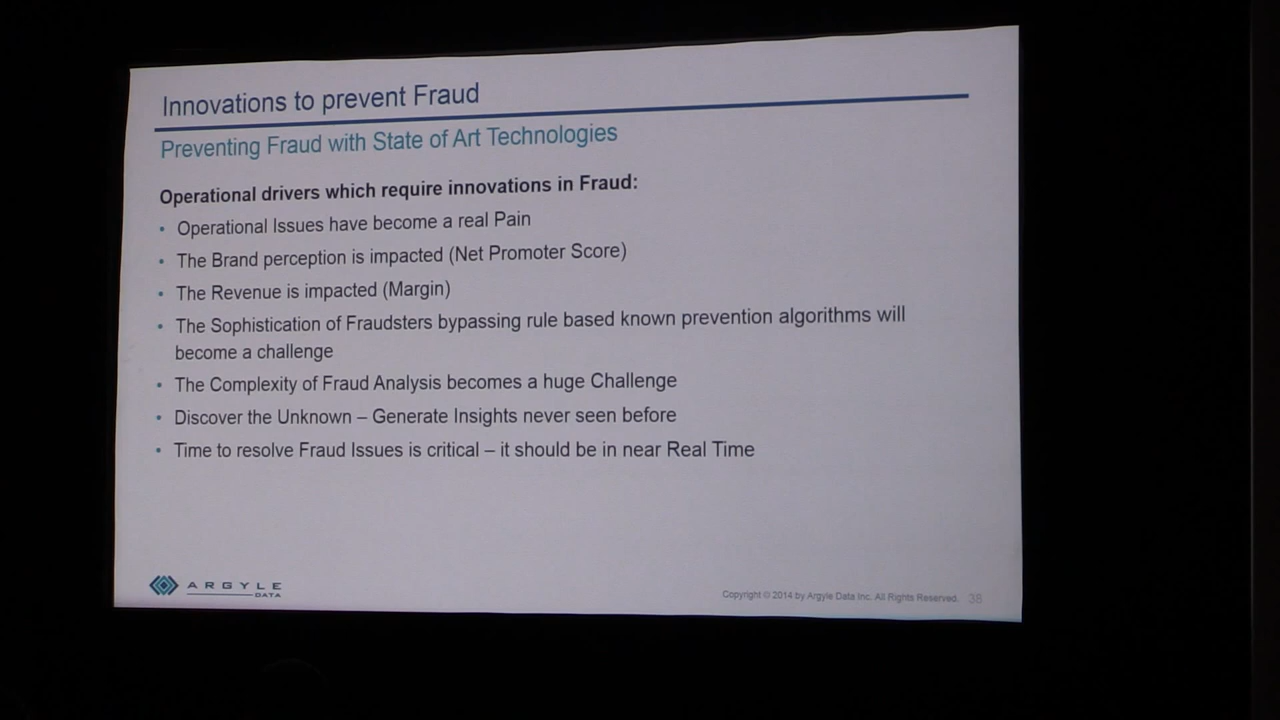 Innovations to prevent Fraud
Preventing Fraud with State of Art Technologies
Operational drivers which require innovations in Fraud:
• Operational Issues have become a real Pain
• The Brand perception is impacted (Net Promoter Score)
• The Revenue is impacted (Margin)
• The Sophistication of Fraudsters bypassing rule based known prevention algorithms will
become a challenge
• The Complexity of Fraud Analysis becomes a huge Challenge
• Discover the Unknown – Generate Insights never seen before
• Time to resolve Fraud Issues is critical – it should be in near Real Time
ARGYLE
DATA
Copyright © 2014 by Argyle Data Inc. All Rights Reserved. 38